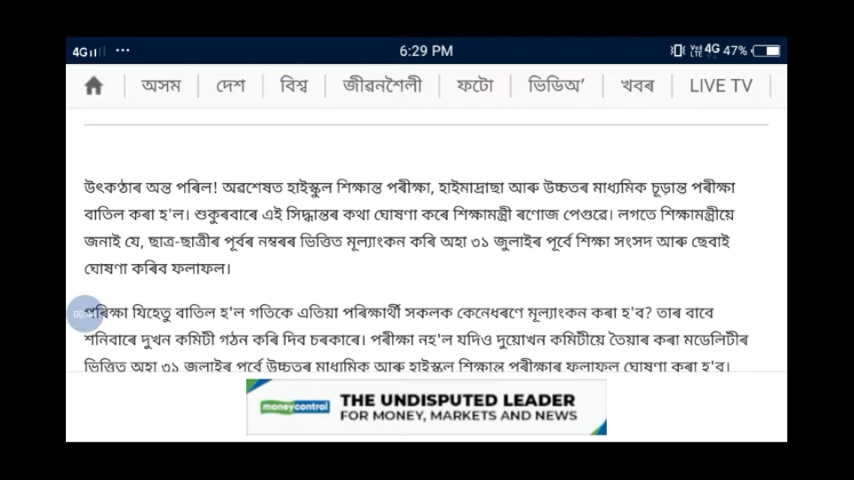 4G ...
6:29 PM
VoLTE 4G 47%
অসম দেশ বিশ্ব জীৱনশৈলী ফটো ভিডিঅ’ খবৰ LIVE TV
উৎকণ্ঠাৰ অন্ত পৰিল! অৱশেষত হাইস্কুল শিক্ষান্ত পৰীক্ষা, হাইমাদ্ৰাছা আৰু উচ্চতৰ মাধ্যমিক চূড়ান্ত পৰীক্ষা
বাতিল কৰা হ'ল। শুকুৰবাৰে এই সিদ্ধান্তৰ কথা ঘোষণা কৰে শিক্ষামন্ত্ৰী ৰণোজ পেগুৱে। লগতে শিক্ষামন্ত্ৰীয়ে
জনাই যে, ছাত্ৰ-ছাত্ৰীৰ পূৰ্বৰ নম্বৰৰ ভিত্তিত মূল্যাংকন কৰি অহা ৩১ জুলাইৰ পূৰ্বে শিক্ষা সংসদ আৰু ছেবাই
ঘোষণা কৰিব ফলাফল।
পৰিক্ষা যিহেতু বাতিল হ'ল গতিকে এতিয়া পৰিক্ষাৰ্থী সকলক কেনেধৰণে মূল্যাংকন কৰা হ'ব? তাৰ বাবে
শনিবাৰে দুখন কমিটী গঠন কৰি দিব চৰকাৰে। পৰীক্ষা নহ'ল যদিও দুয়োখন কমিটীয়ে তৈয়াৰ কৰা মডেলিটীৰ
ভিত্তিত অহা ৩১ জুলাইৰ পূৰ্বে উচ্চতৰ মাধ্যমিক আৰু হাইস্কুল শিক্ষান্ত পৰীক্ষাৰ ফলাফল ঘোষণা কৰা হ'ব।
moneycontrol
THE UNDISPUTED LEADER
FOR MONEY, MARKETS AND NEWS